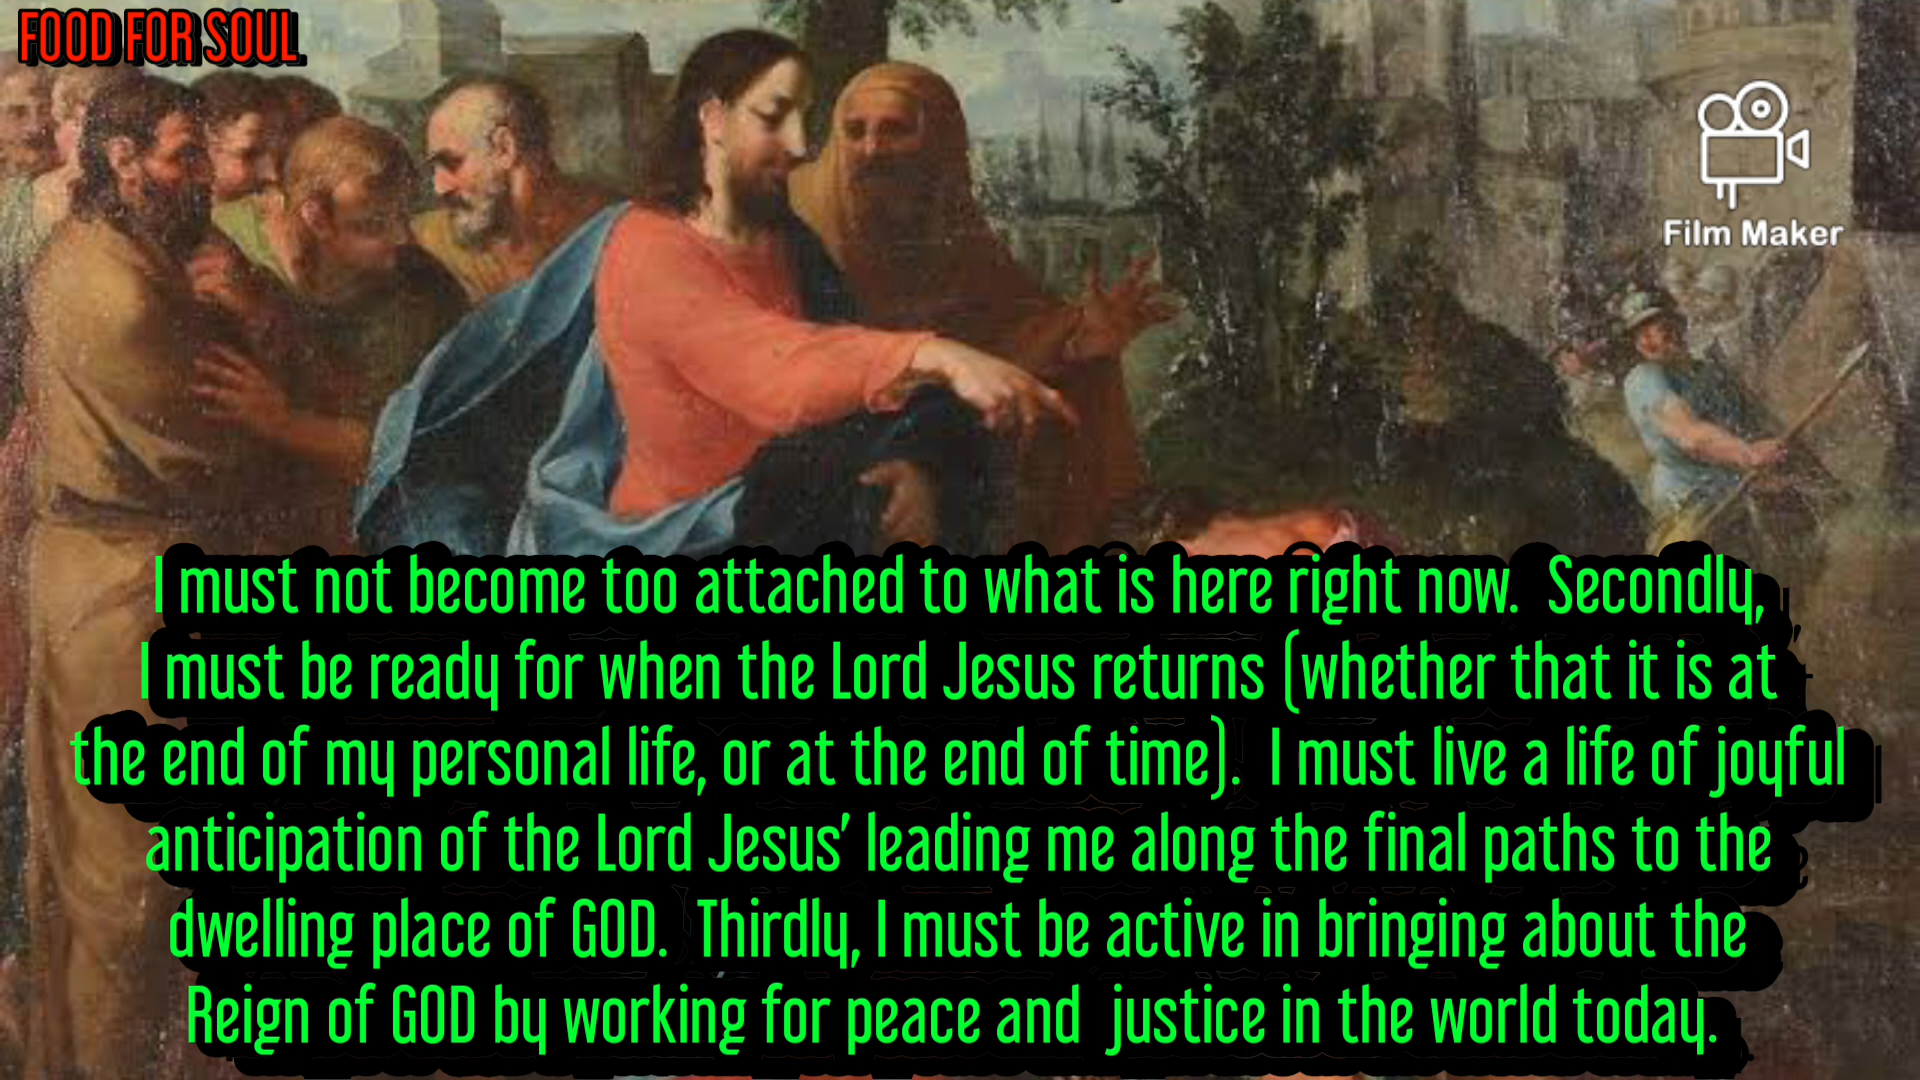 FOOD FOR SOUL
Film Maker
I must not become too attached to what is here right now.  Secondly,
I must be ready for when the Lord Jesus returns (whether that it is at
the end of my personal life, or at the end of time).  I must live a life of joyful
anticipation of the Lord Jesus’ leading me along the final paths to the
dwelling place of GOD.  Thirdly, I must be active in bringing about the
Reign of GOD by working for peace and  justice in the world today.